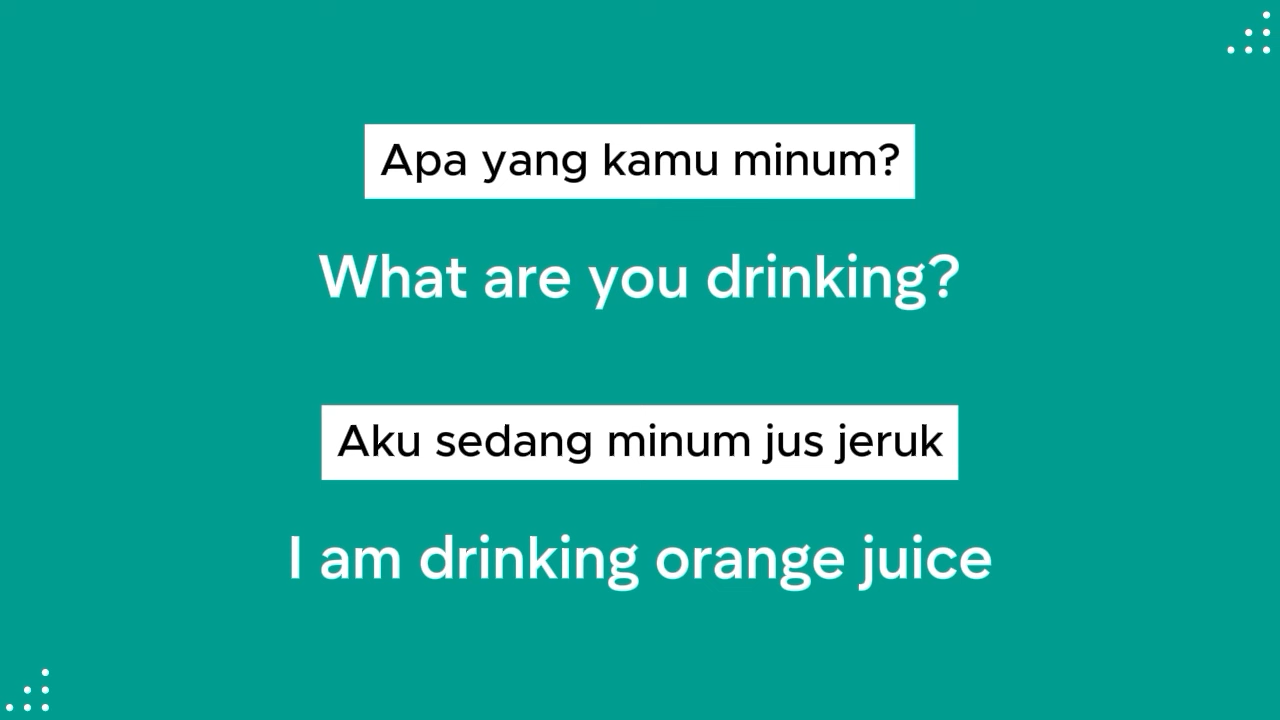 Apa yang kamu minum?
What are you drinking?
Aku sedang minum jus jeruk
I am drinking orange juice